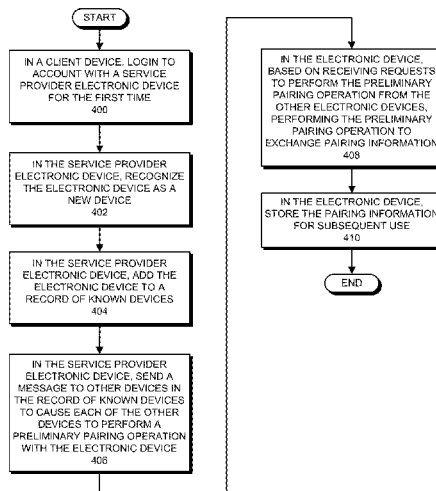 START
IN A CLIENT DEVICE, LOGIN TO
ACCOUNT WITH A SERVICE
PROVIDER ELECTRONIC DEVICE
FOR THE FIRST TIME
400
IN THE SERVICE PROVIDER
ELECTRONIC DEVICE, RECOGNIZE
THE ELECTRONIC DEVICE AS A
NEW DEVICE
402
IN THE SERVICE PROVIDER
ELECTRONIC DEVICE, ADD THE
ELECTRONIC DEVICE TO A
RECORD OF KNOWN DEVICES
404
IN THE SERVICE PROVIDER
ELECTRONIC DEVICE, SEND A
MESSAGE TO OTHER DEVICES IN
THE RECORD OF KNOWN DEVICES
TO CAUSE EACH OF THE OTHER
DEVICES TO PERFORM A
PRELIMINARY PAIRING OPERATION
WITH THE ELECTRONIC DEVICE
406
IN THE ELECTRONIC DEVICE,
BASED ON RECEIVING REQUESTS
TO PERFORM THE PRELIMINARY
PAIRING OPERATION FROM THE
OTHER ELECTRONIC DEVICES,
PERFORMING THE PRELIMINARY
PAIRING OPERATION TO
EXCHANGE PAIRING INFORMATION
408
IN THE ELECTRONIC DEVICE,
STORE THE PAIRING INFORMATION
FOR SUBSEQUENT USE
410
END